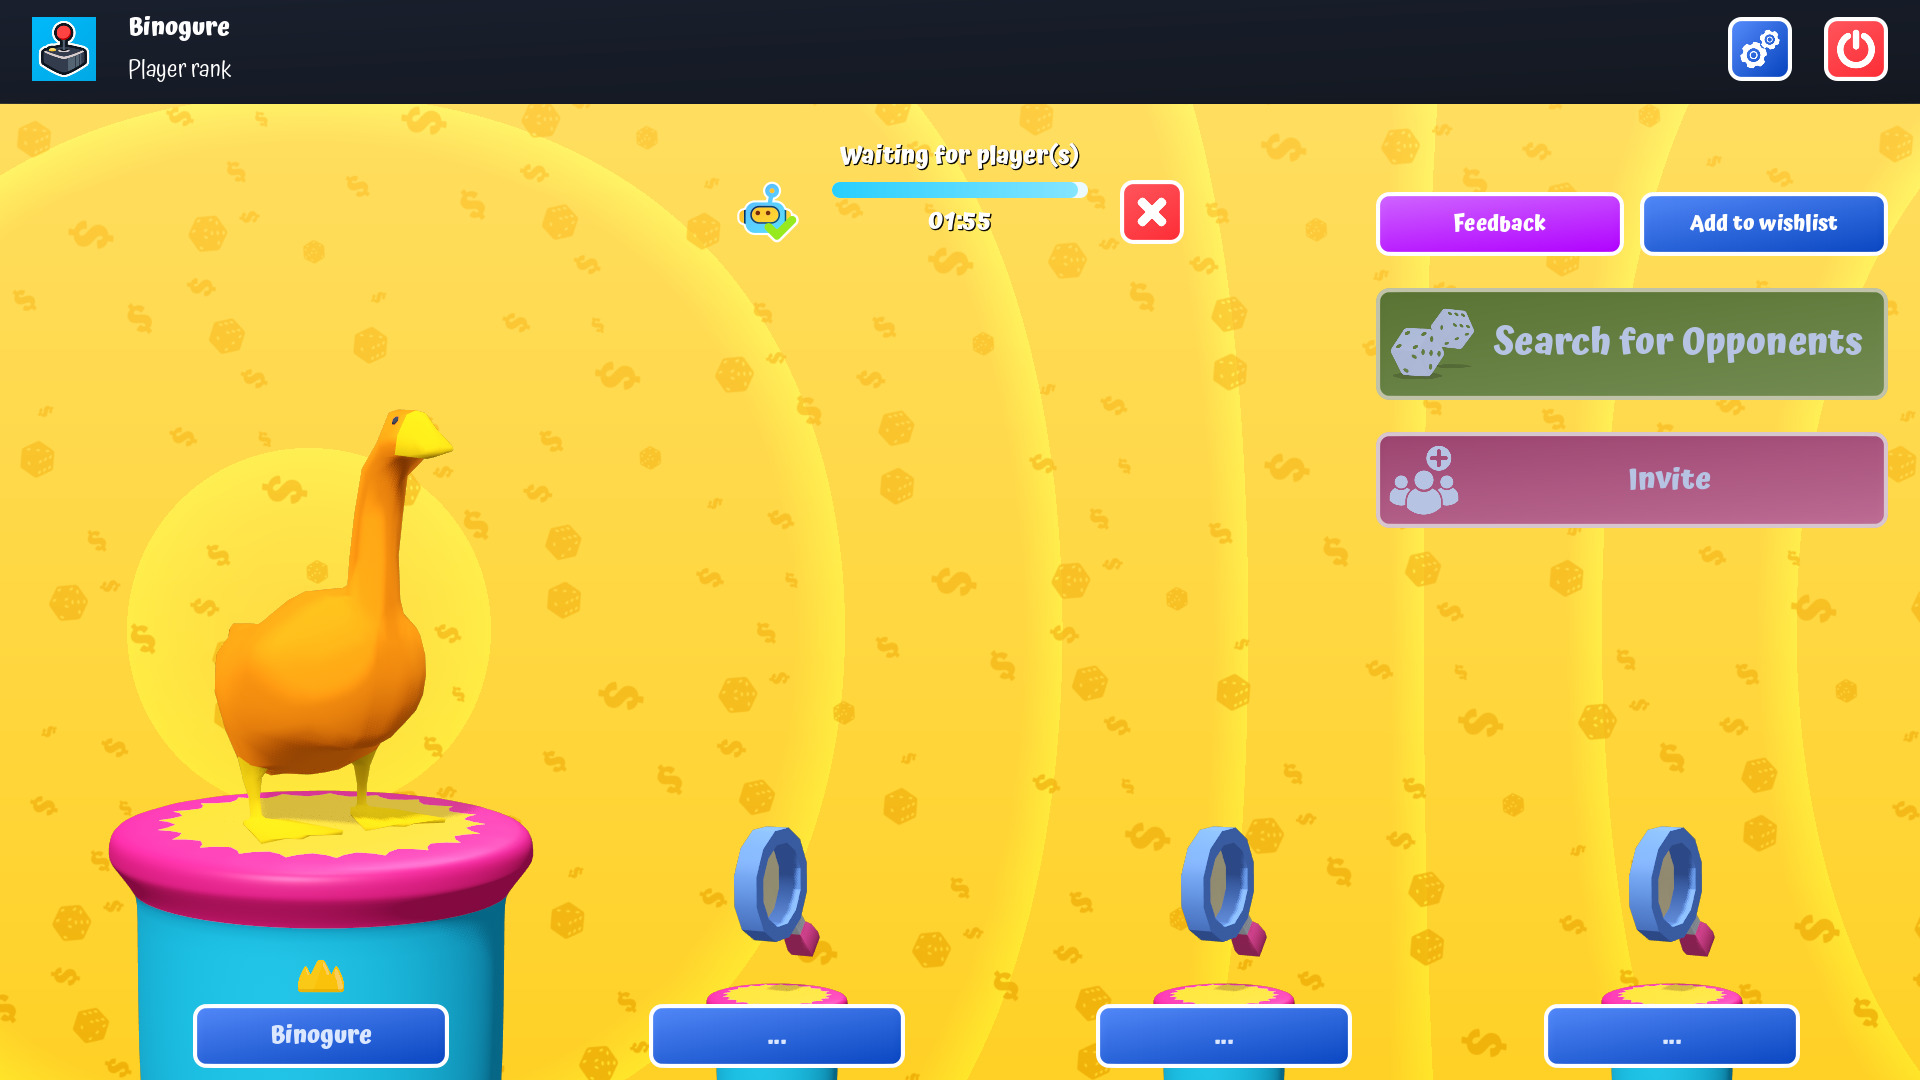 Binogure
Player rank
Waiting for player(s)
01:55
Feedback
Add to wishlist
Search for Opponents
Invite
Binogure
...
...
...